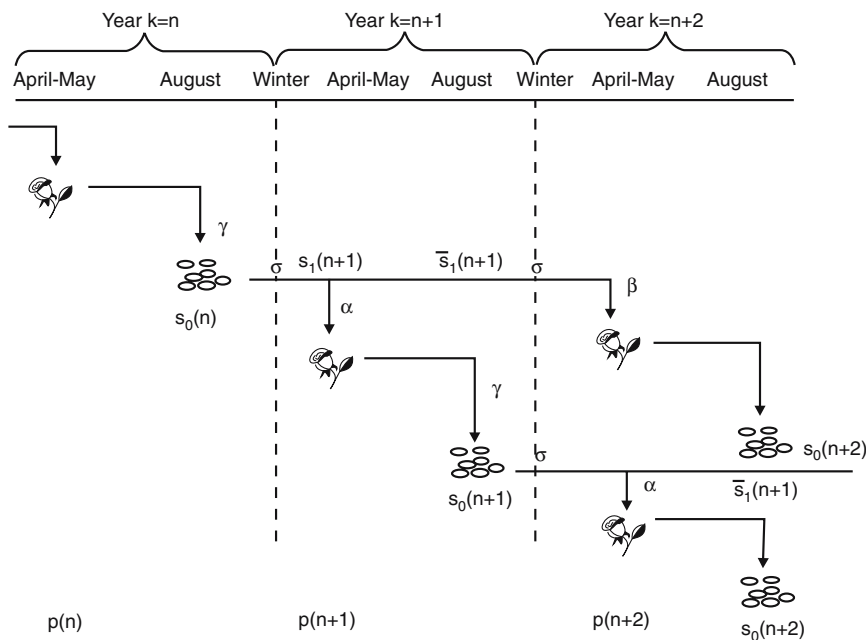 Year k=n Year k=n+1 Year k=n+2
April-May August Winter April-May August Winter April-May August
γ
σ s₁(n+1) s̅₁(n+1) σ
β
α
s₀(n)
γ
s₀(n+2)
σ
α s̅₁(n+1)
s₀(n+1)
p(n) p(n+1) p(n+2) s₀(n+2)